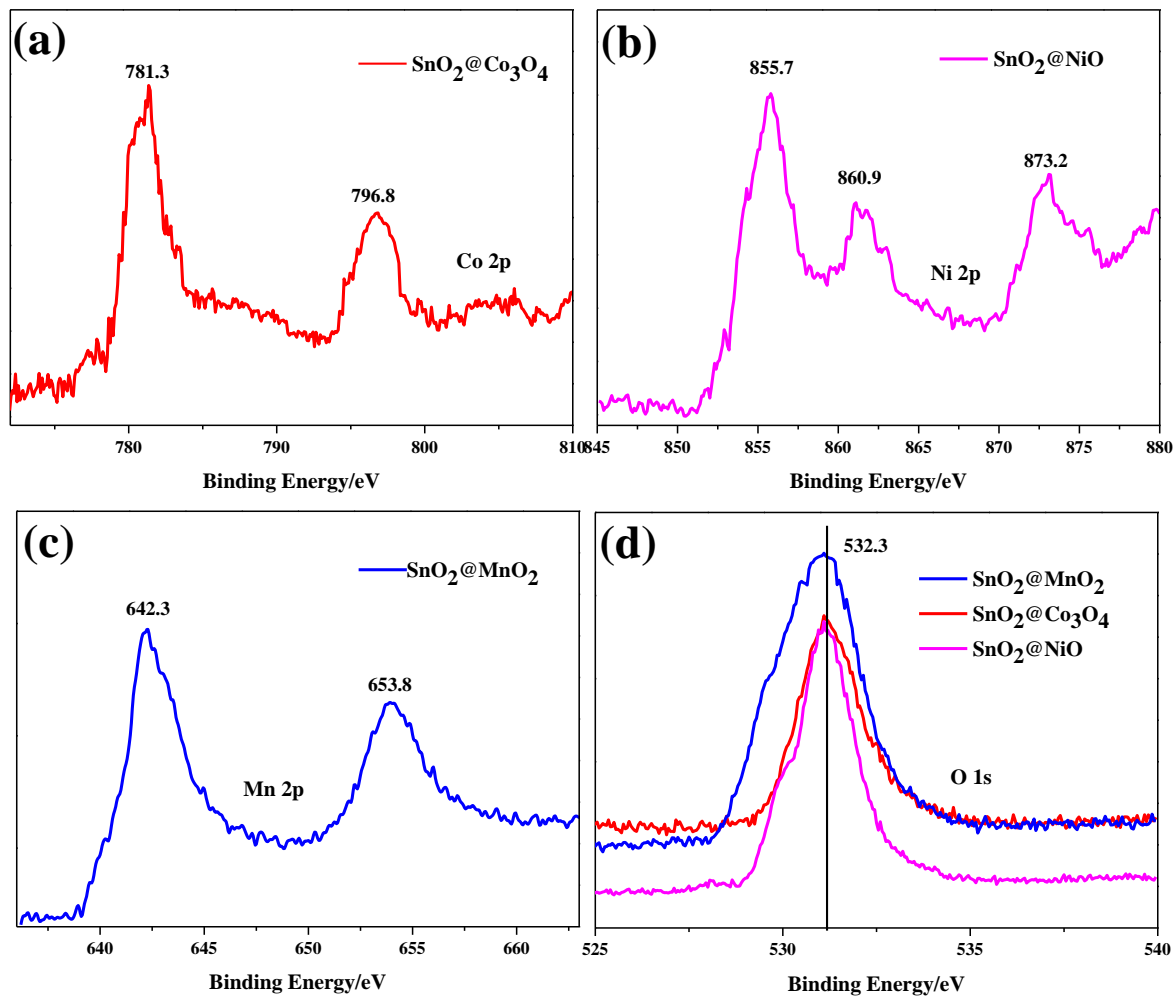 (a)
SnO2@Co3O4
781.3
796.8
Co 2p
780 790 800 810
Binding Energy/eV
(b)
SnO2@NiO
855.7
860.9
873.2
Ni 2p
845 850 855 860 865 870 875 880
Binding Energy/eV
(c)
SnO2@MnO2
642.3
653.8
Mn 2p
640 645 650 655 660
Binding Energy/eV
(d)
532.3
SnO2@MnO2
SnO2@Co3O4
SnO2@NiO
O 1s
525 530 535 540
Binding Energy/eV